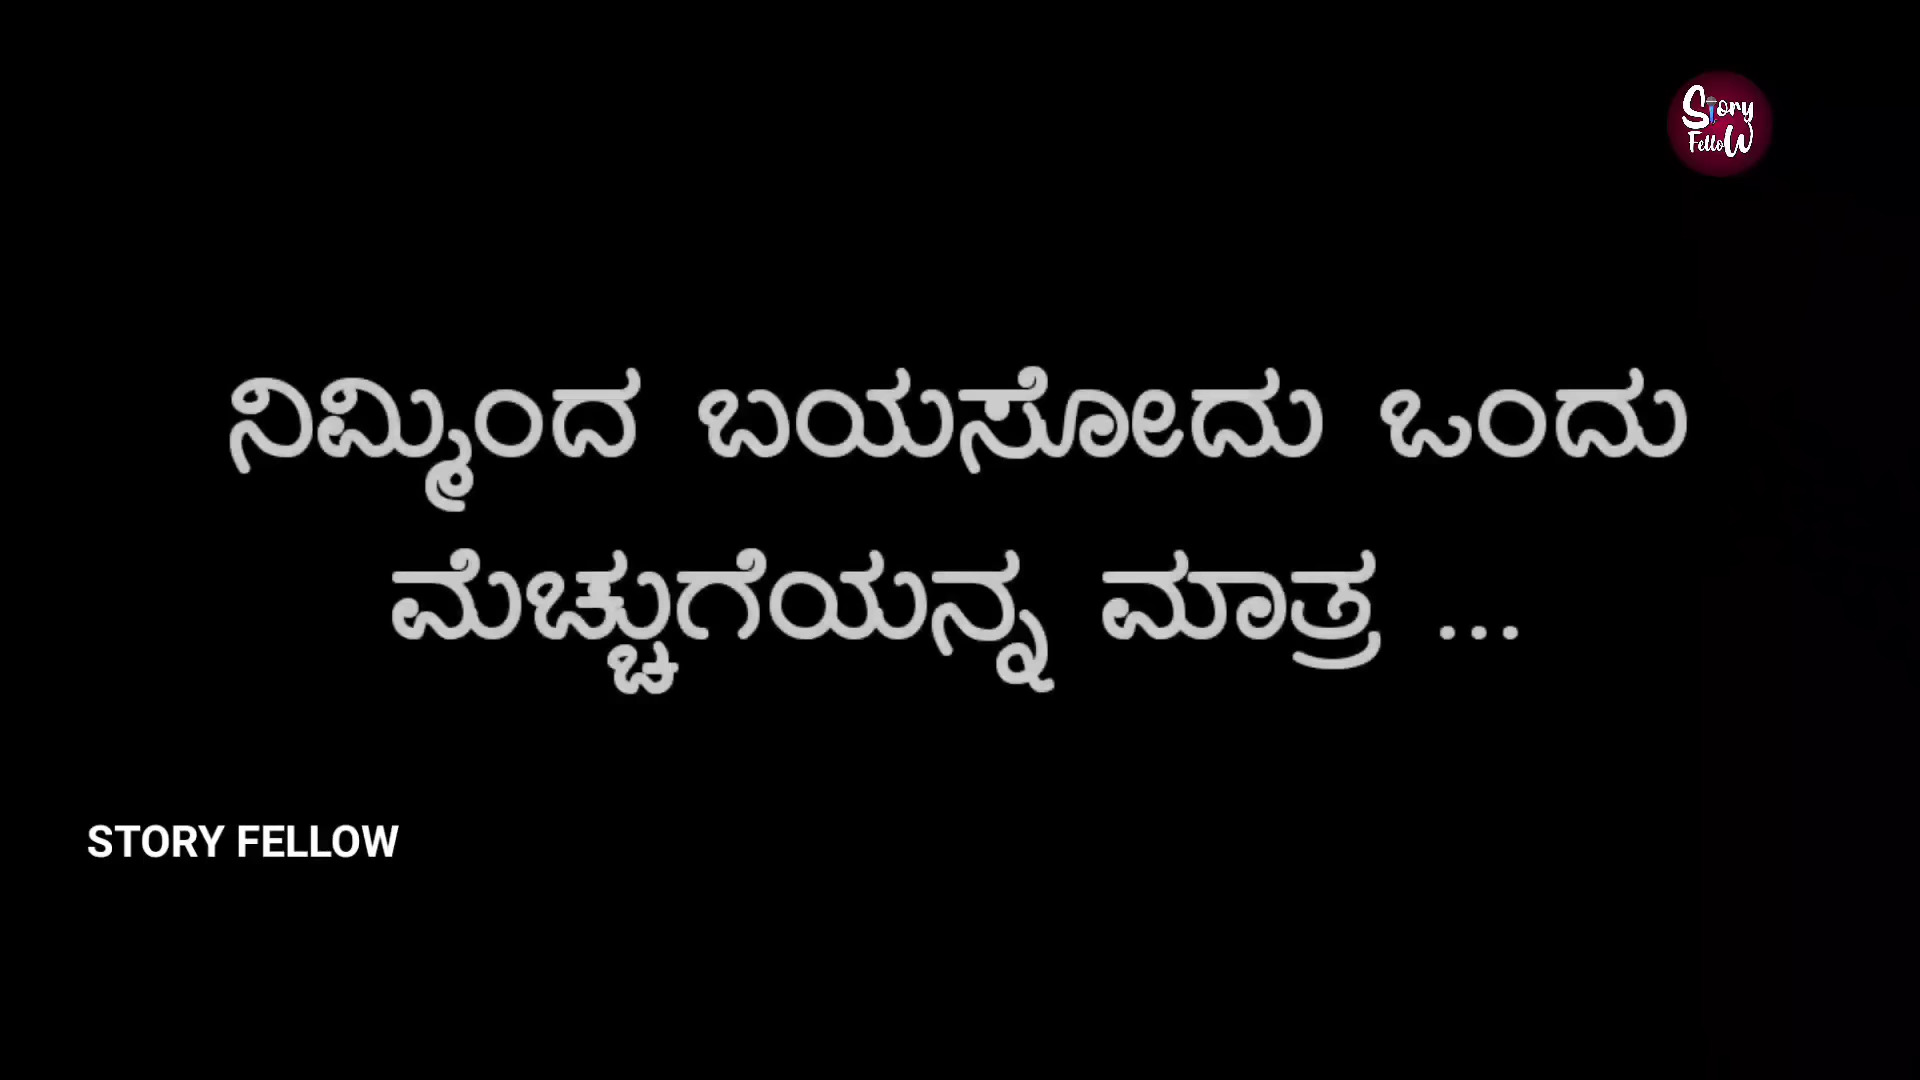 Story
Fellow
ನಿಮ್ಮಿಂದ ಬಯಸೋದು ಒಂದು
ಮೆಚ್ಚುಗೆಯನ್ನ ಮಾತ್ರ ...
STORY FELLOW